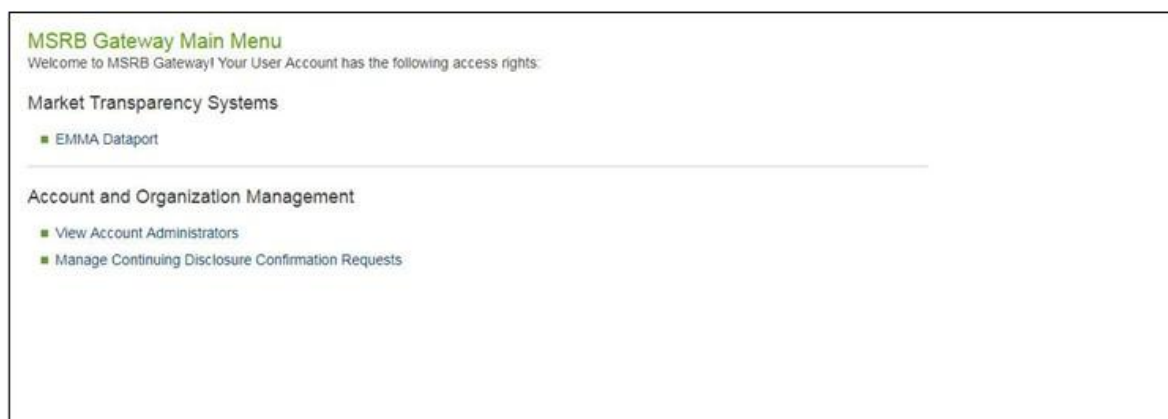 MSRB Gateway Main Menu
Welcome to MSRB Gateway! Your User Account has the following access rights:
Market Transparency Systems
EMMA Dataport
Account and Organization Management
View Account Administrators
Manage Continuing Disclosure Confirmation Requests